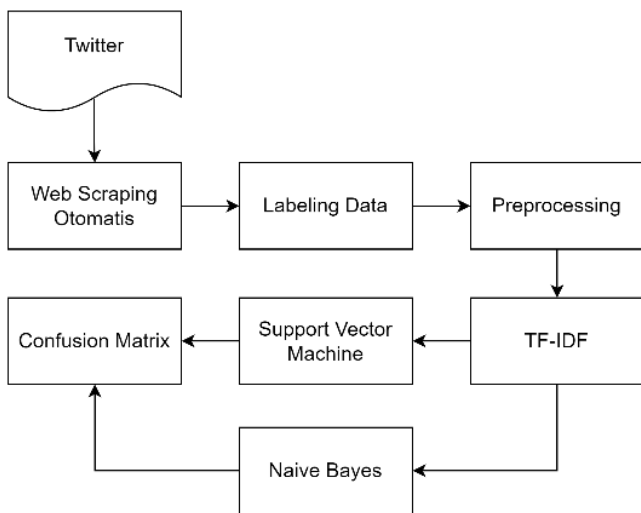 Twitter
Web Scraping
Otomatis
Labeling Data
Preprocessing
Confusion Matrix
Support Vector
Machine
TF-IDF
Naive Bayes